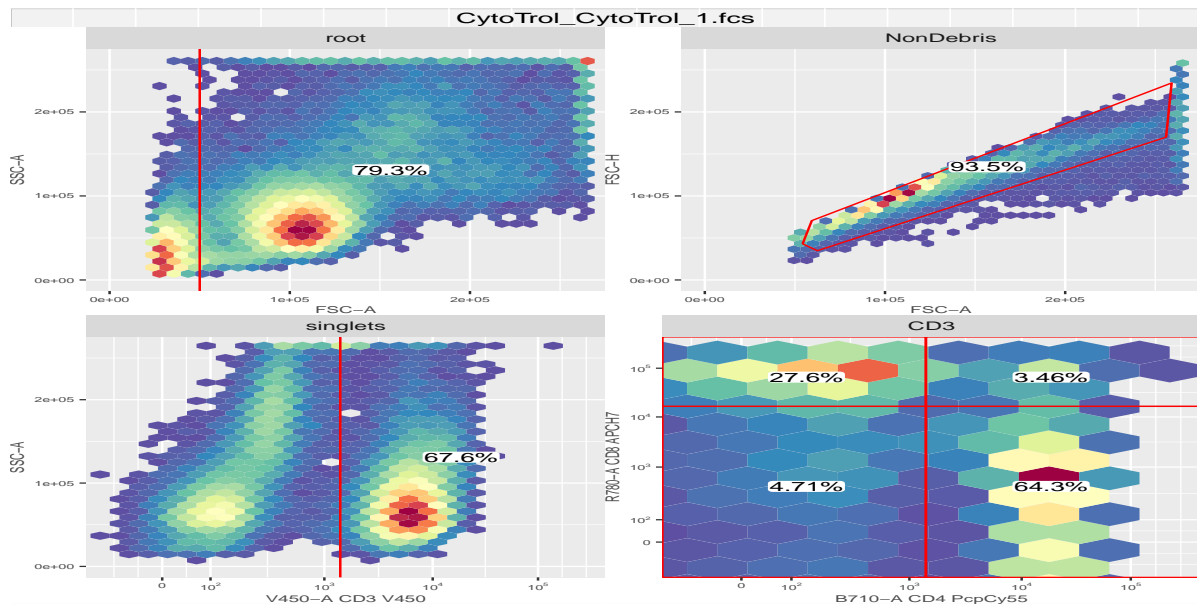 CytoTrol_CytoTrol_1.fcs
root
NonDebris
SSC-A
2e+05
1e+05
0e+00
79.3%
0e+00
1e+05
2e+05
FSC-A
FSC-H
2e+05
1e+05
0e+00
93.5%
0e+00
1e+05
2e+05
FSC-A
singlets
CD3
SSC-A
2e+05
1e+05
0e+00
67.6%
0
10²
10³
10⁴
10⁵
V450-A CD3 V450
R780-A CD8 APCH7
10⁵
10⁴
10³
10²
0
27.6%
3.46%
4.71%
64.3%
0
10²
10³
10⁴
10⁵
B710-A CD4 PcpCy55